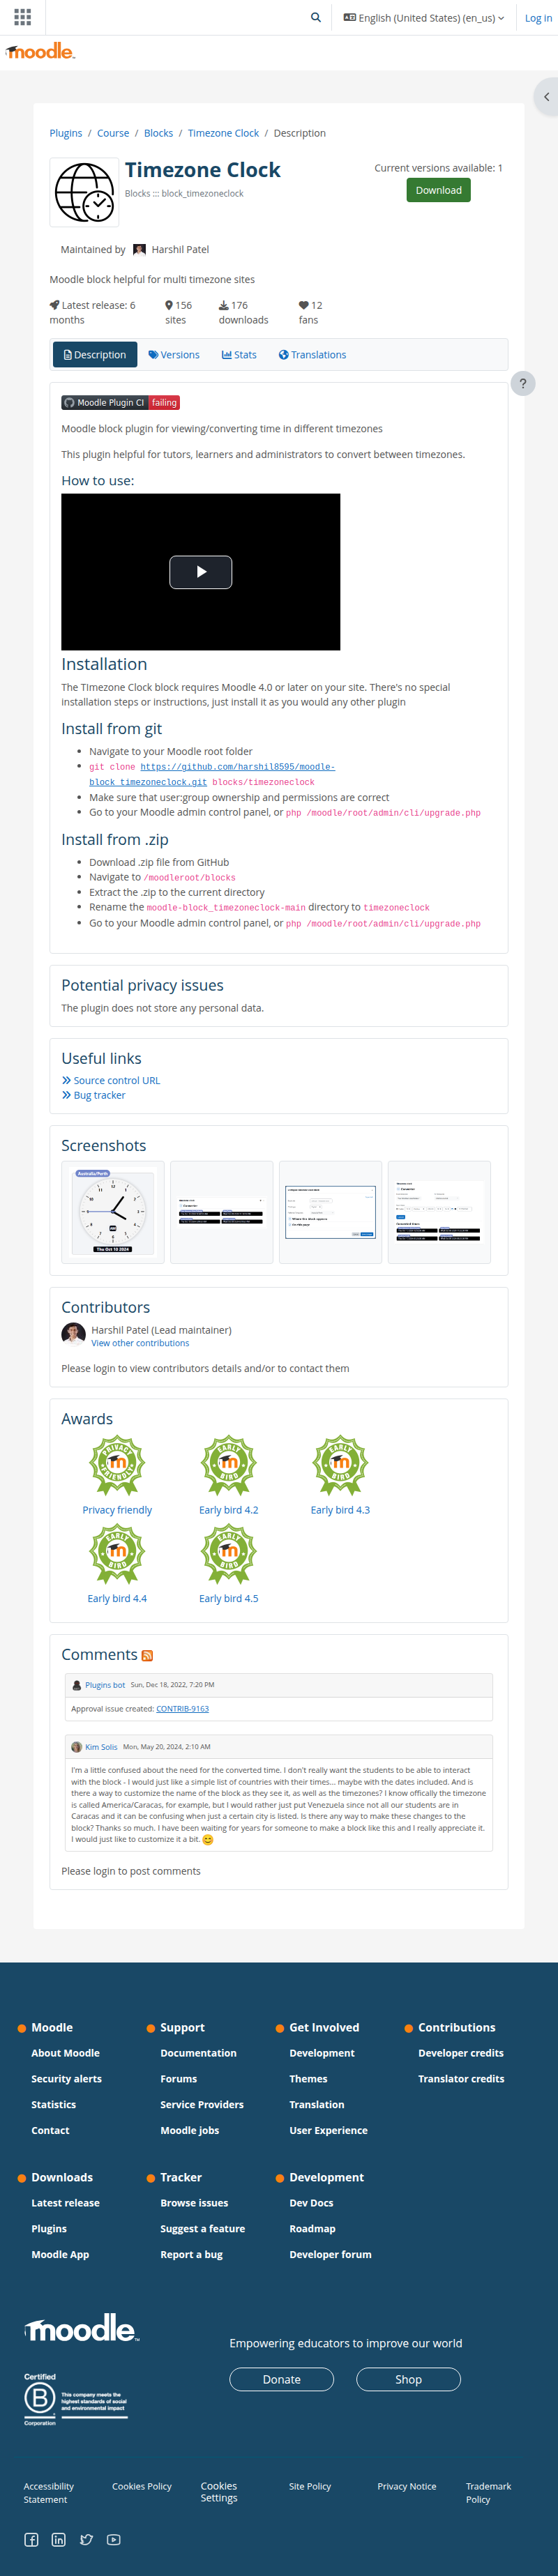 English (United States) (en_us)
Log in
moodle
Plugins / Course / Blocks / Timezone Clock / Description
Timezone Clock
Blocks ::: block_timezoneclock
Current versions available: 1
Download
Maintained by Harshil Patel
Moodle block helpful for multi timezone sites
Latest release: 6 months
156 sites
176 downloads
12 fans
Description
Versions
Stats
Translations
?
Moodle Plugin CI failing
Moodle block plugin for viewing/converting time in different timezones
This plugin helpful for tutors, learners and administrators to convert between timezones.
How to use:
Installation
The TImezone Clock block requires Moodle 4.0 or later on your site. There's no special
installation steps or instructions, just install it as you would any other plugin
Install from git
Navigate to your Moodle root folder
git clone https://github.com/harshil8595/moodle-
block_timezoneclock.git blocks/timezoneclock
Make sure that user:group ownership and permissions are correct
Go to your Moodle admin control panel, or php /moodle/root/admin/cli/upgrade.php
Install from .zip
Download .zip file from GitHub
Navigate to /moodleroot/blocks
Extract the .zip to the current directory
Rename the moodle-block_timezoneclock-main directory to timezoneclock
Go to your Moodle admin control panel, or php /moodle/root/admin/cli/upgrade.php
Potential privacy issues
The plugin does not store any personal data.
Useful links
Source control URL
Bug tracker
Screenshots
Australia/Perth
Thu Oct 10 2024
Contributors
Harshil Patel (Lead maintainer)
View other contributions
Please login to view contributors details and/or to contact them
Awards
PRIVACY FRIENDLY
EARLY BIRD
EARLY BIRD
Privacy friendly
Early bird 4.2
Early bird 4.3
EARLY BIRD
EARLY BIRD
Early bird 4.4
Early bird 4.5
Comments
Plugins bot Sun, Dec 18, 2022, 7:20 PM
Approval issue created: CONTRIB-9163
Kim Solis Mon, May 20, 2024, 2:10 AM
I'm a little confused about the need for the converted time. I don't really want the students to be able to interact
with the block - I would just like a simple list of countries with their times... maybe with the dates included. And is
there a way to customize the name of the block as they see it, as well as the timezones? I know offically the timezone
is called America/Caracas, for example, but I would rather just put Venezuela since not all our students are in
Caracas and it can be confusing when just a certain city is listed. Is there any way to make these changes to the
block? Thanks so much. I have been waiting for years for someone to make a block like this and I really appreciate it.
I would just like to customize it a bit.
Please login to post comments
Moodle
About Moodle
Security alerts
Statistics
Contact
Support
Documentation
Forums
Service Providers
Moodle jobs
Get Involved
Development
Themes
Translation
User Experience
Contributions
Developer credits
Translator credits
Downloads
Latest release
Plugins
Moodle App
Tracker
Browse issues
Suggest a feature
Report a bug
Development
Dev Docs
Roadmap
Developer forum
moodle
Empowering educators to improve our world
Donate
Shop
Certified
B
Corporation
This company meets the
highest standards of social
and environmental impact
Accessibility
Statement
Cookies Policy
Cookies
Settings
Site Policy
Privacy Notice
Trademark
Policy